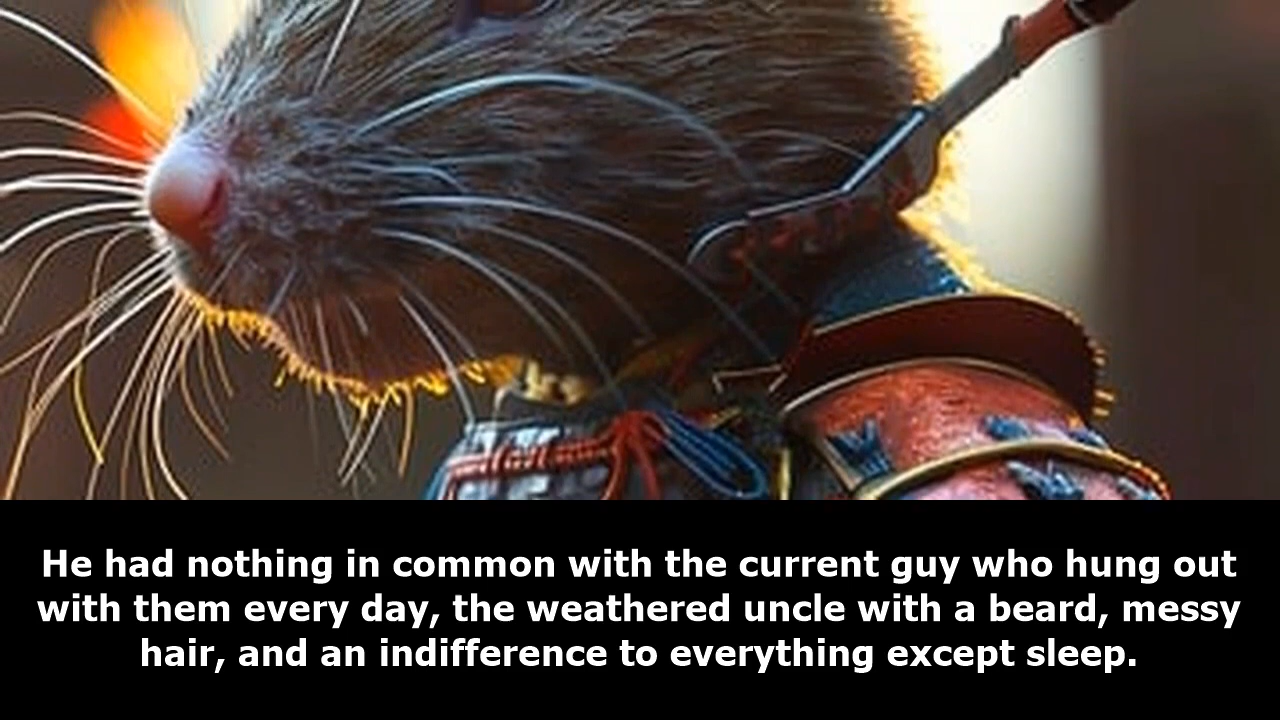 He had nothing in common with the current guy who hung out
with them every day, the weathered uncle with a beard, messy
hair, and an indifference to everything except sleep.